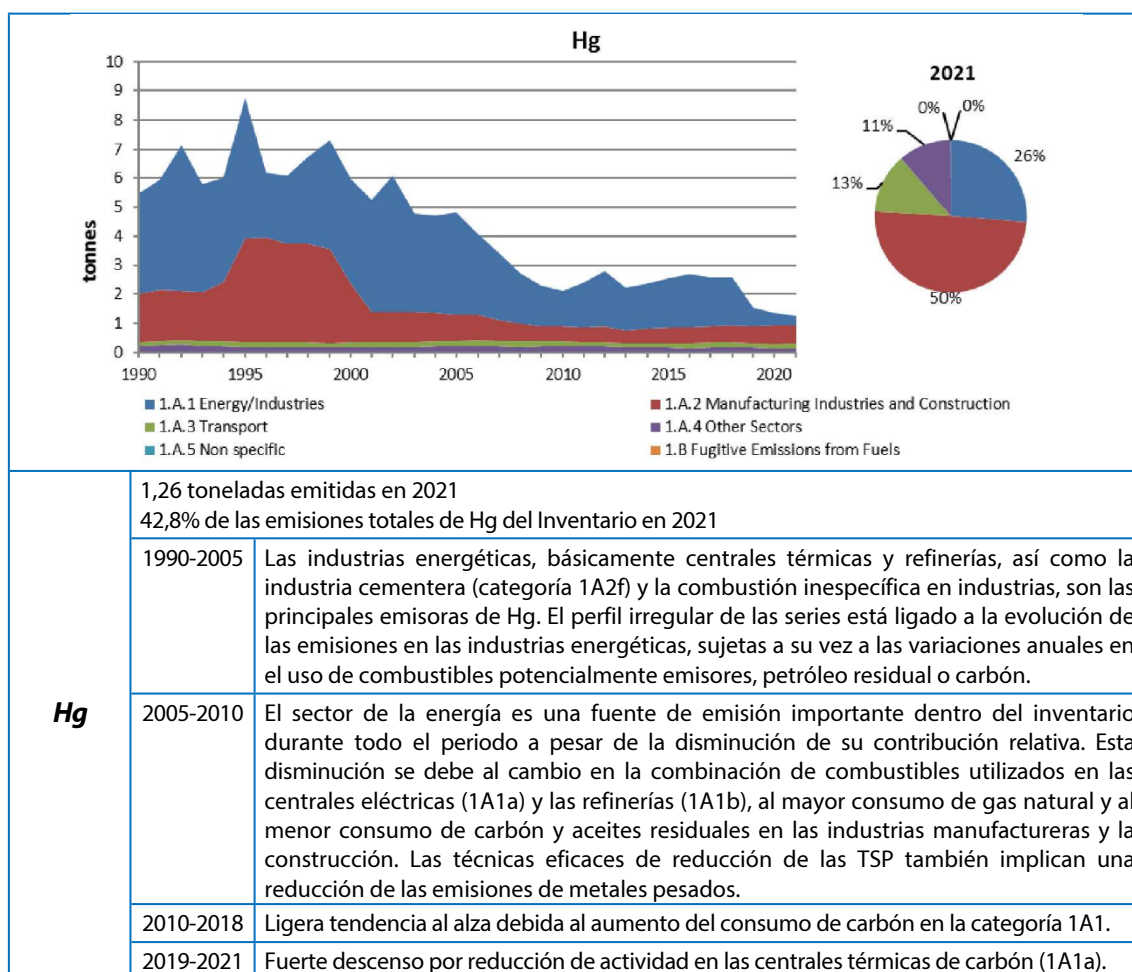 Hg
10
9
8
7
6
5
4
3
2
1
0
tonnes
1990
1995
2000
2005
2010
2015
2020
2021
0%
0%
11%
26%
13%
50%
1.A.1 Energy/Industries
1.A.2 Manufacturing Industries and Construction
1.A.3 Transport
1.A.4 Other Sectors
1.A.5 Non specific
1.B Fugitive Emissions from Fuels
1,26 toneladas emitidas en 2021
42,8% de las emisiones totales de Hg del Inventario en 2021
Hg
1990-2005
Las industrias energéticas, básicamente centrales térmicas y refinerías, así como la
industria cementera (categoría 1A2f) y la combustión inespecífica en industrias, son las
principales emisoras de Hg. El perfil irregular de las series está ligado a la evolución de
las emisiones en las industrias energéticas, sujetas a su vez a las variaciones anuales en
el uso de combustibles potencialmente emisores, petróleo residual o carbón.
2005-2010
El sector de la energía es una fuente de emisión importante dentro del inventario
durante todo el periodo a pesar de la disminución de su contribución relativa. Esta
disminución se debe al cambio en la combinación de combustibles utilizados en las
centrales eléctricas (1A1a) y las refinerías (1A1b), al mayor consumo de gas natural y al
menor consumo de carbón y aceites residuales en las industrias manufactureras y la
construcción. Las técnicas eficaces de reducción de las TSP también implican una
reducción de las emisiones de metales pesados.
2010-2018
Ligera tendencia al alza debida al aumento del consumo de carbón en la categoría 1A1.
2019-2021
Fuerte descenso por reducción de actividad en las centrales térmicas de carbón (1A1a).